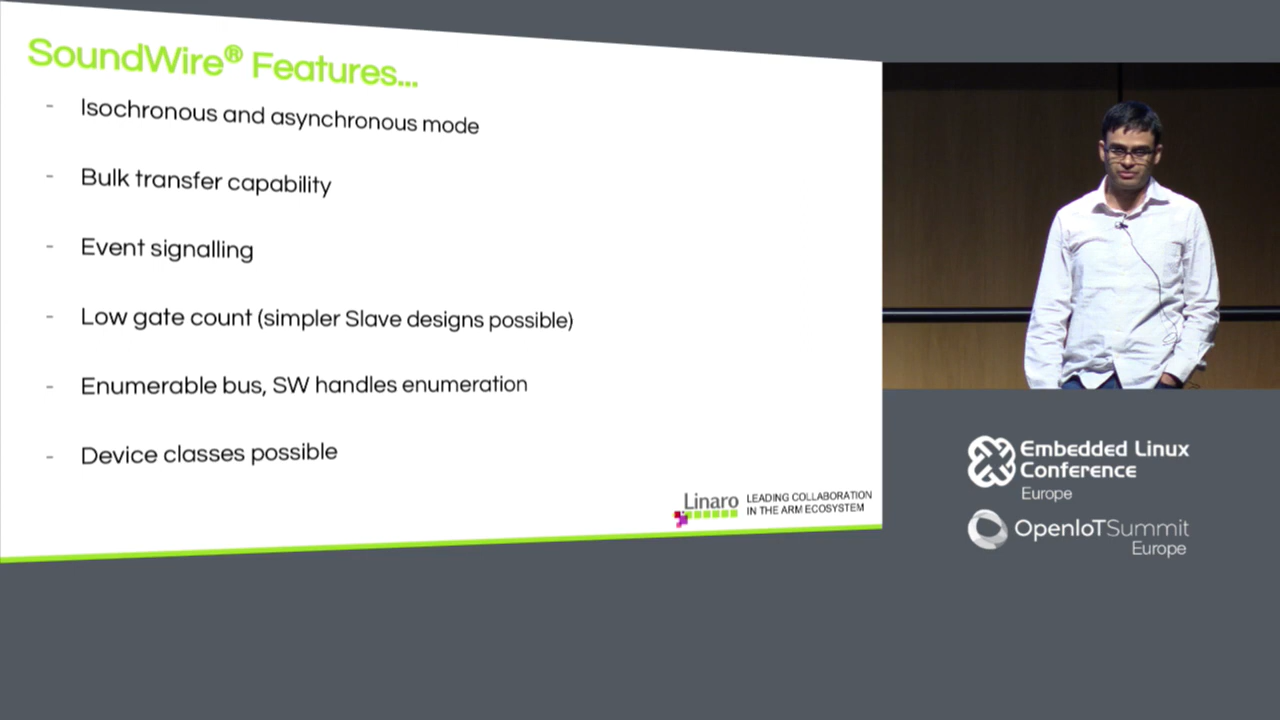 SoundWire® Features...
- Isochronous and asynchronous mode
- Bulk transfer capability
- Event signalling
- Low gate count (simpler Slave designs possible)
- Enumerable bus, SW handles enumeration
- Device classes possible
Linaro
LEADING COLLABORATION
IN THE ARM ECOSYSTEM
Embedded Linux
Conference
Europe
OpenIoTSummit
Europe